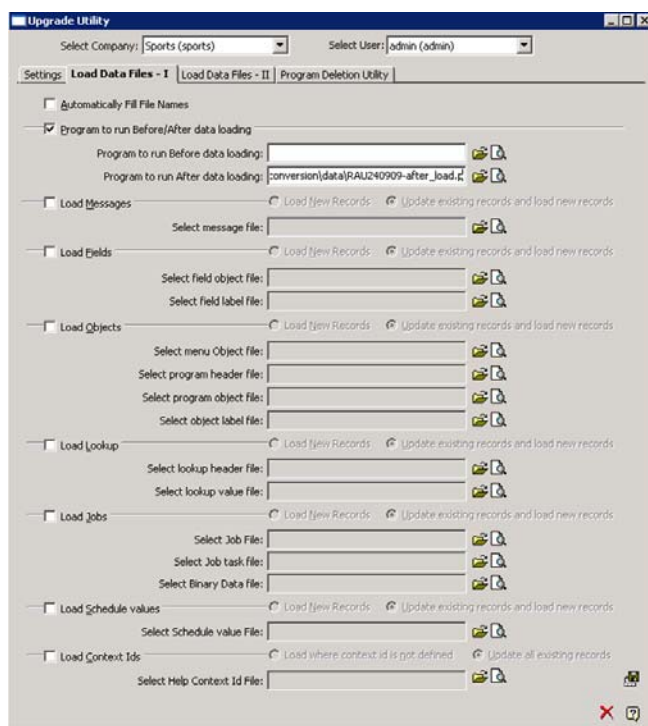 Upgrade Utility
Select Company: Sports (sports) Select User: admin (admin)
Settings Load Data Files - I Load Data Files - II Program Deletion Utility
Automatically Fill File Names
Program to run Before/After data loading
Program to run Before data loading:
Program to run After data loading: conversion\data\RAU240909-after_load.p
Load Messages Load New Records Update existing records and load new records
Select message file:
Load Fields Load New Records Update existing records and load new records
Select field object file:
Select field label file:
Load Objects Load New Records Update existing records and load new records
Select menu Object file:
Select program header file:
Select program object file:
Select object label file:
Load Lookup Load New Records Update existing records and load new records
Select lookup header file:
Select lookup value file:
Load Jobs Load New Records Update existing records and load new records
Select Job File:
Select Job task file:
Select Binary Data file:
Load Schedule values Load New Records Update existing records and load new records
Select Schedule value File:
Load Context Ids Load where context id is not defined Update all existing records
Select Help Context Id File: